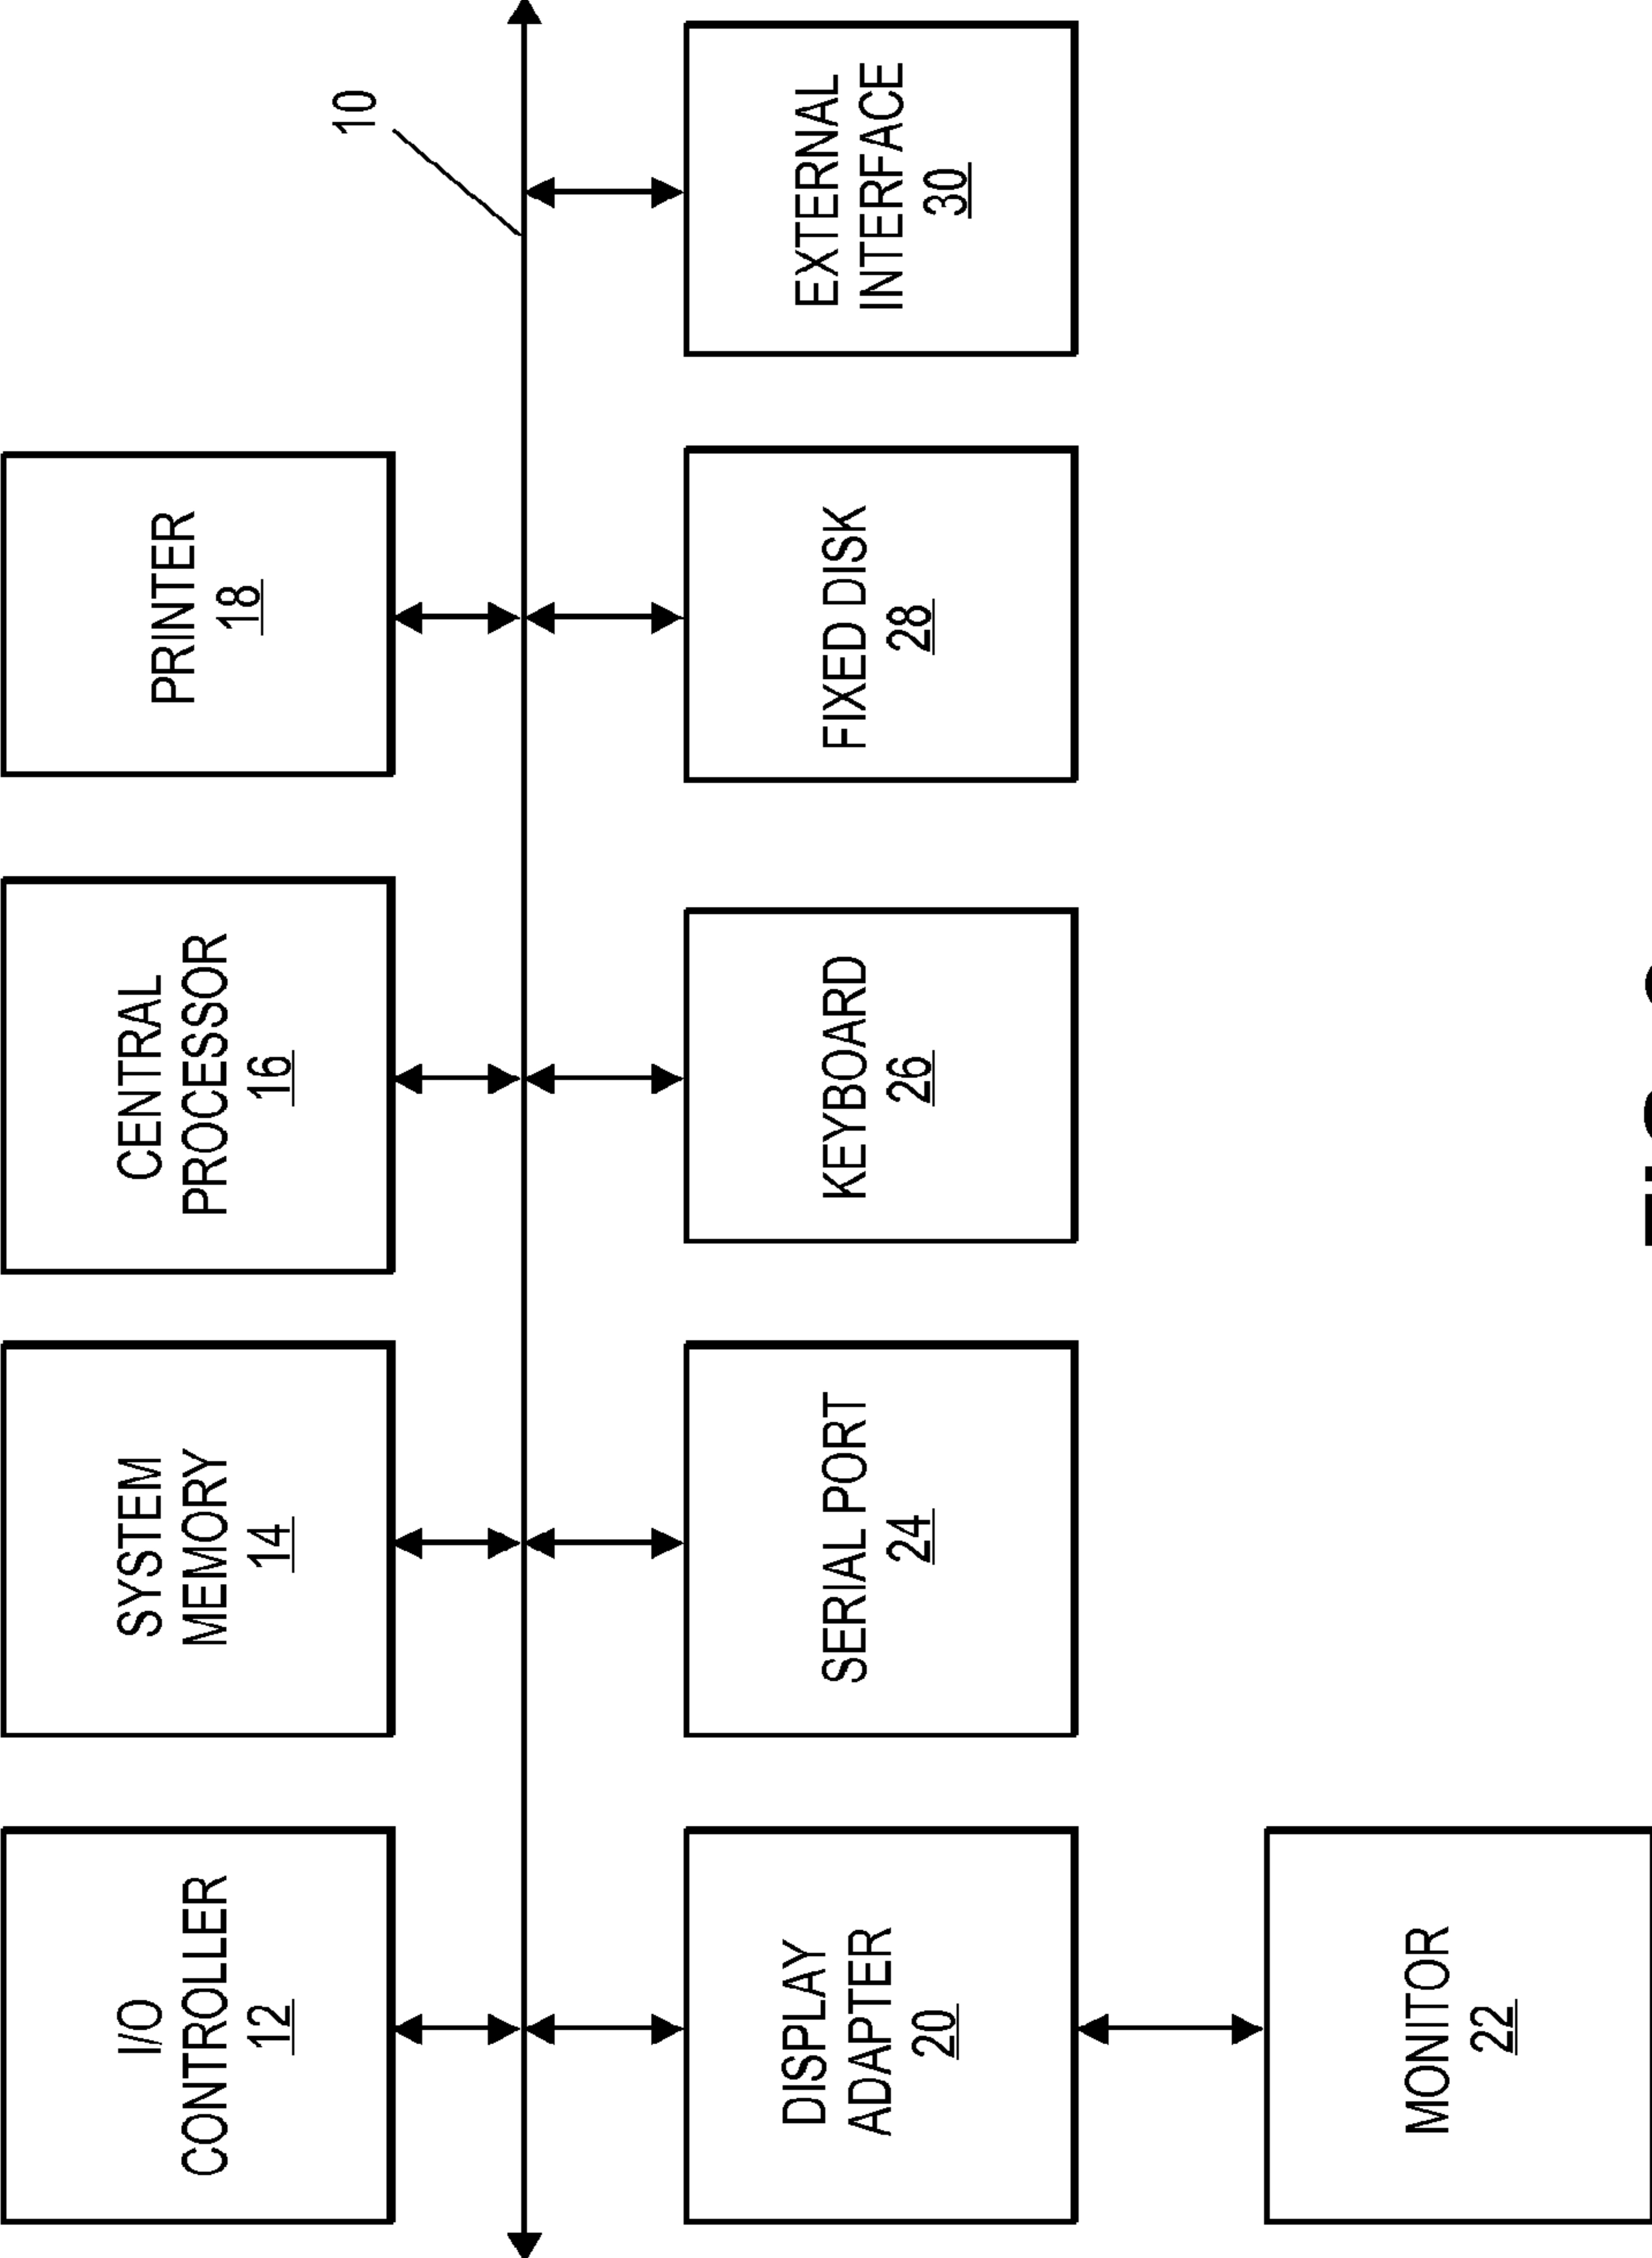 10
I/O
CONTROLLER
12
SYSTEM
MEMORY
14
CENTRAL
PROCESSOR
16
PRINTER
18
DISPLAY
ADAPTER
20
SERIAL PORT
24
KEYBOARD
26
FIXED DISK
28
EXTERNAL
INTERFACE
30
MONITOR
22